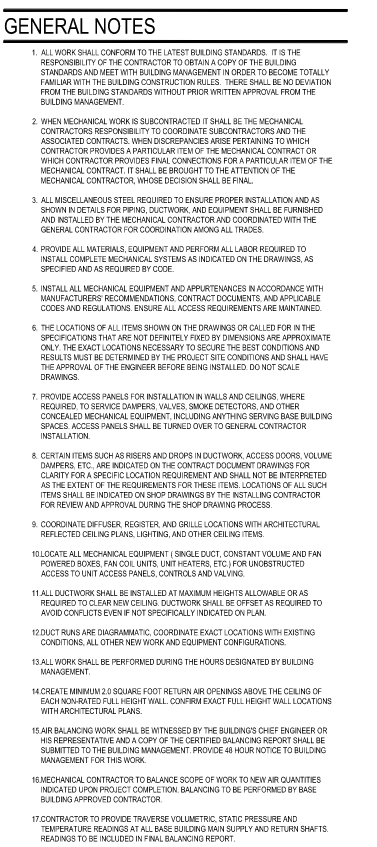 GENERAL NOTES
1. ALL WORK SHALL CONFORM TO THE LATEST BUILDING STANDARDS. IT IS THE
RESPONSIBILITY OF THE CONTRACTOR TO OBTAIN A COPY OF THE BUILDING
STANDARDS AND MEET WITH BUILDING MANAGEMENT IN ORDER TO BECOME TOTALLY
FAMILIAR WITH THE BUILDING CONSTRUCTION RULES. THERE SHALL BE NO DEVIATION
FROM THE BUILDING STANDARDS WITHOUT PRIOR WRITTEN APPROVAL FROM THE
BUILDING MANAGEMENT.
2. WHEN MECHANICAL WORK IS SUBCONTRACTED IT SHALL BE THE MECHANICAL
CONTRACTORS RESPONSIBILITY TO COORDINATE SUBCONTRACTORS AND THE
ASSOCIATED CONTRACTS. WHEN DISCREPANCIES ARISE PERTAINING TO WHICH
CONTRACTOR PROVIDES A PARTICULAR ITEM OF THE MECHANICAL CONTRACT OR
WHICH CONTRACTOR PROVIDES FINAL CONNECTIONS FOR A PARTICULAR ITEM OF THE
MECHANICAL CONTRACT. IT SHALL BE BROUGHT TO THE ATTENTION OF THE
MECHANICAL CONTRACTOR, WHOSE DECISION SHALL BE FINAL.
3. ALL MISCELLANEOUS STEEL REQUIRED TO ENSURE PROPER INSTALLATION AND AS
SHOWN IN DETAILS FOR PIPING, DUCTWORK, AND EQUIPMENT SHALL BE FURNISHED
AND INSTALLED BY THE MECHANICAL CONTRACTOR AND COORDINATED WITH THE
GENERAL CONTRACTOR FOR COORDINATION AMONG ALL TRADES.
4. PROVIDE ALL MATERIALS, EQUIPMENT AND PERFORM ALL LABOR REQUIRED TO
INSTALL COMPLETE MECHANICAL SYSTEMS AS INDICATED ON THE DRAWINGS, AS
SPECIFIED AND AS REQUIRED BY CODE.
5. INSTALL ALL MECHANICAL EQUIPMENT AND APPURTENANCES IN ACCORDANCE WITH
MANUFACTURERS' RECOMMENDATIONS, CONTRACT DOCUMENTS, AND APPLICABLE
CODES AND REGULATIONS. ENSURE ALL ACCESS REQUIREMENTS ARE MAINTAINED.
6. THE LOCATIONS OF ALL ITEMS SHOWN ON THE DRAWINGS OR CALLED FOR IN THE
SPECIFICATIONS THAT ARE NOT DEFINITELY FIXED BY DIMENSIONS ARE APPROXIMATE
ONLY. THE EXACT LOCATIONS NECESSARY TO SECURE THE BEST CONDITIONS AND
RESULTS MUST BE DETERMINED BY THE PROJECT SITE CONDITIONS AND SHALL HAVE
THE APPROVAL OF THE ENGINEER BEFORE BEING INSTALLED. DO NOT SCALE
DRAWINGS.
7. PROVIDE ACCESS PANELS FOR INSTALLATION IN WALLS AND CEILINGS, WHERE
REQUIRED, TO SERVICE DAMPERS, VALVES, SMOKE DETECTORS, AND OTHER
CONCEALED MECHANICAL EQUIPMENT, INCLUDING ANYTHING SERVING BASE BUILDING
SPACES. ACCESS PANELS SHALL BE TURNED OVER TO GENERAL CONTRACTOR
INSTALLATION.
8. CERTAIN ITEMS SUCH AS RISERS AND DROPS IN DUCTWORK, ACCESS DOORS, VOLUME
DAMPERS, ETC., ARE INDICATED ON THE CONTRACT DOCUMENT DRAWINGS FOR
CLARITY FOR A SPECIFIC LOCATION REQUIREMENT AND SHALL NOT BE INTERPRETED
AS THE EXTENT OF THE REQUIREMENTS FOR THESE ITEMS. LOCATIONS OF ALL SUCH
ITEMS SHALL BE INDICATED ON SHOP DRAWINGS BY THE INSTALLING CONTRACTOR
FOR REVIEW AND APPROVAL DURING THE SHOP DRAWING PROCESS.
9. COORDINATE DIFFUSER, REGISTER, AND GRILLE LOCATIONS WITH ARCHITECTURAL
REFLECTED CEILING PLANS, LIGHTING, AND OTHER CEILING ITEMS.
10.LOCATE ALL MECHANICAL EQUIPMENT ( SINGLE DUCT, CONSTANT VOLUME AND FAN
POWERED BOXES, FAN COIL UNITS, UNIT HEATERS, ETC.) FOR UNOBSTRUCTED
ACCESS TO UNIT ACCESS PANELS, CONTROLS AND VALVING.
11.ALL DUCTWORK SHALL BE INSTALLED AT MAXIMUM HEIGHTS ALLOWABLE OR AS
REQUIRED TO CLEAR NEW CEILING. DUCTWORK SHALL BE OFFSET AS REQUIRED TO
AVOID CONFLICTS EVEN IF NOT SPECIFICALLY INDICATED ON PLAN.
12.DUCT RUNS ARE DIAGRAMMATIC, COORDINATE EXACT LOCATIONS WITH EXISTING
CONDITIONS, ALL OTHER NEW WORK AND EQUIPMENT CONFIGURATIONS.
13.ALL WORK SHALL BE PERFORMED DURING THE HOURS DESIGNATED BY BUILDING
MANAGEMENT.
14.CREATE MINIMUM 2.0 SQUARE FOOT RETURN AIR OPENINGS ABOVE THE CEILING OF
EACH NON-RATED FULL HEIGHT WALL. CONFIRM EXACT FULL HEIGHT WALL LOCATIONS
WITH ARCHITECTURAL PLANS.
15.AIR BALANCING WORK SHALL BE WITNESSED BY THE BUILDING'S CHIEF ENGINEER OR
HIS REPRESENTATIVE AND A COPY OF THE CERTIFIED BALANCING REPORT SHALL BE
SUBMITTED TO THE BUILDING MANAGEMENT. PROVIDE 48 HOUR NOTICE TO BUILDING
MANAGEMENT FOR THIS WORK.
16.MECHANICAL CONTRACTOR TO BALANCE SCOPE OF WORK TO NEW AIR QUANTITIES
INDICATED UPON PROJECT COMPLETION. BALANCING TO BE PERFORMED BY BASE
BUILDING APPROVED CONTRACTOR.
17.CONTRACTOR TO PROVIDE TRAVERSE VOLUMETRIC, STATIC PRESSURE AND
TEMPERATURE READINGS AT ALL BASE BUILDING MAIN SUPPLY AND RETURN SHAFTS.
READINGS TO BE INCLUDED IN FINAL BALANCING REPORT.